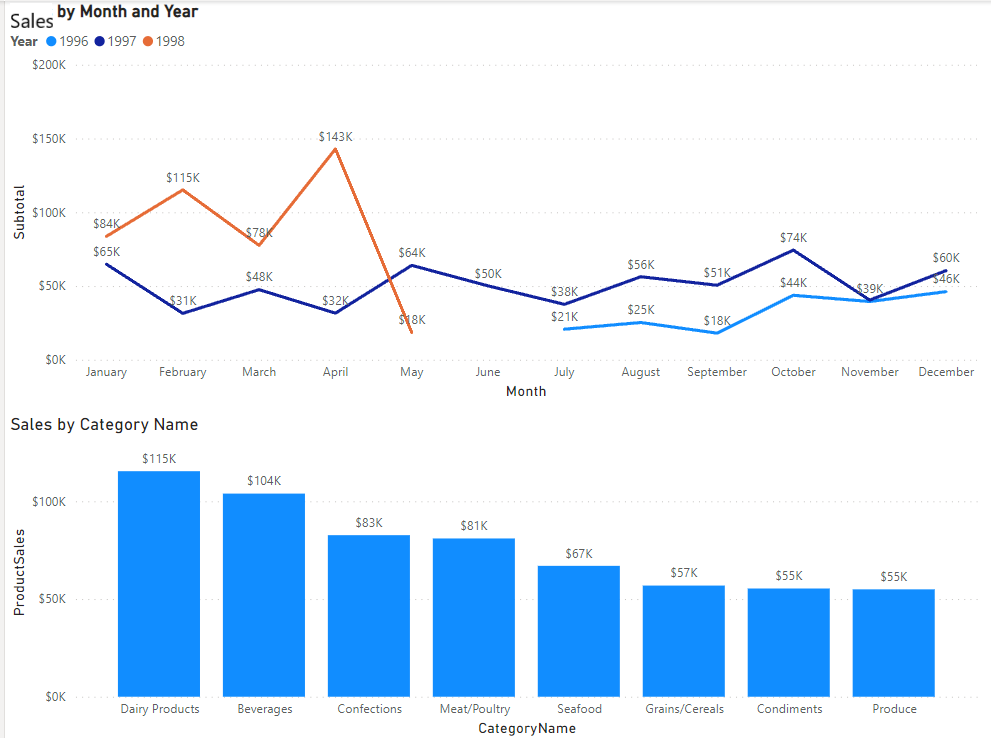 Sales by Month and Year
Year 1996 1997 1998
$200K
$150K
$100K
$50K
$0K
Subtotal
$84K
$115K
$78K
$143K
$18K
$65K
$31K
$48K
$32K
$64K
$50K
$38K
$56K
$51K
$74K
$39K
$60K
$21K
$25K
$18K
$44K
$46K
January February March April May June July August September October November December
Month
Sales by Category Name
$100K
$50K
$0K
ProductSales
$115K
$104K
$83K
$81K
$67K
$57K
$55K
$55K
Dairy Products Beverages Confections Meat/Poultry Seafood Grains/Cereals Condiments Produce
CategoryName